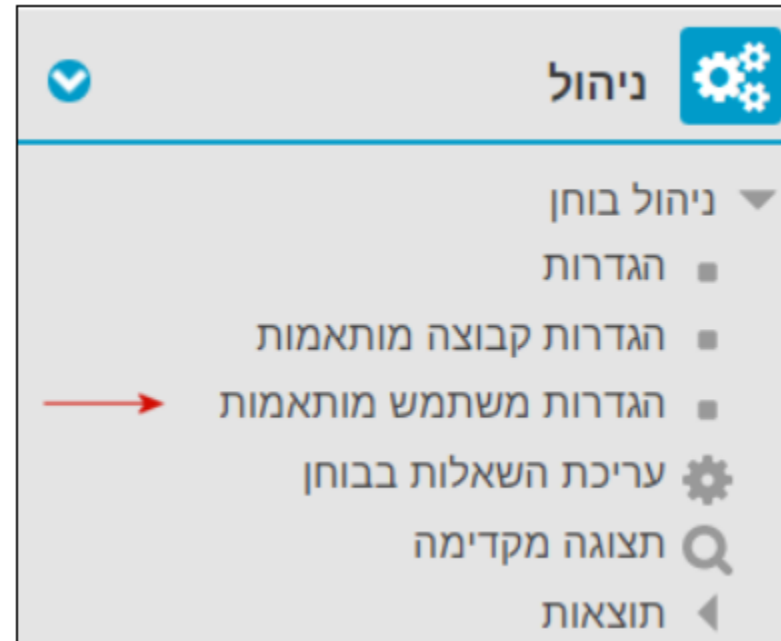 ניהול
ניהול בוחן
הגדרות
הגדרות קבוצה מותאמות
הגדרות משתמש מותאמות
עריכת השאלות בבוחן
תצוגה מקדימה
תוצאות